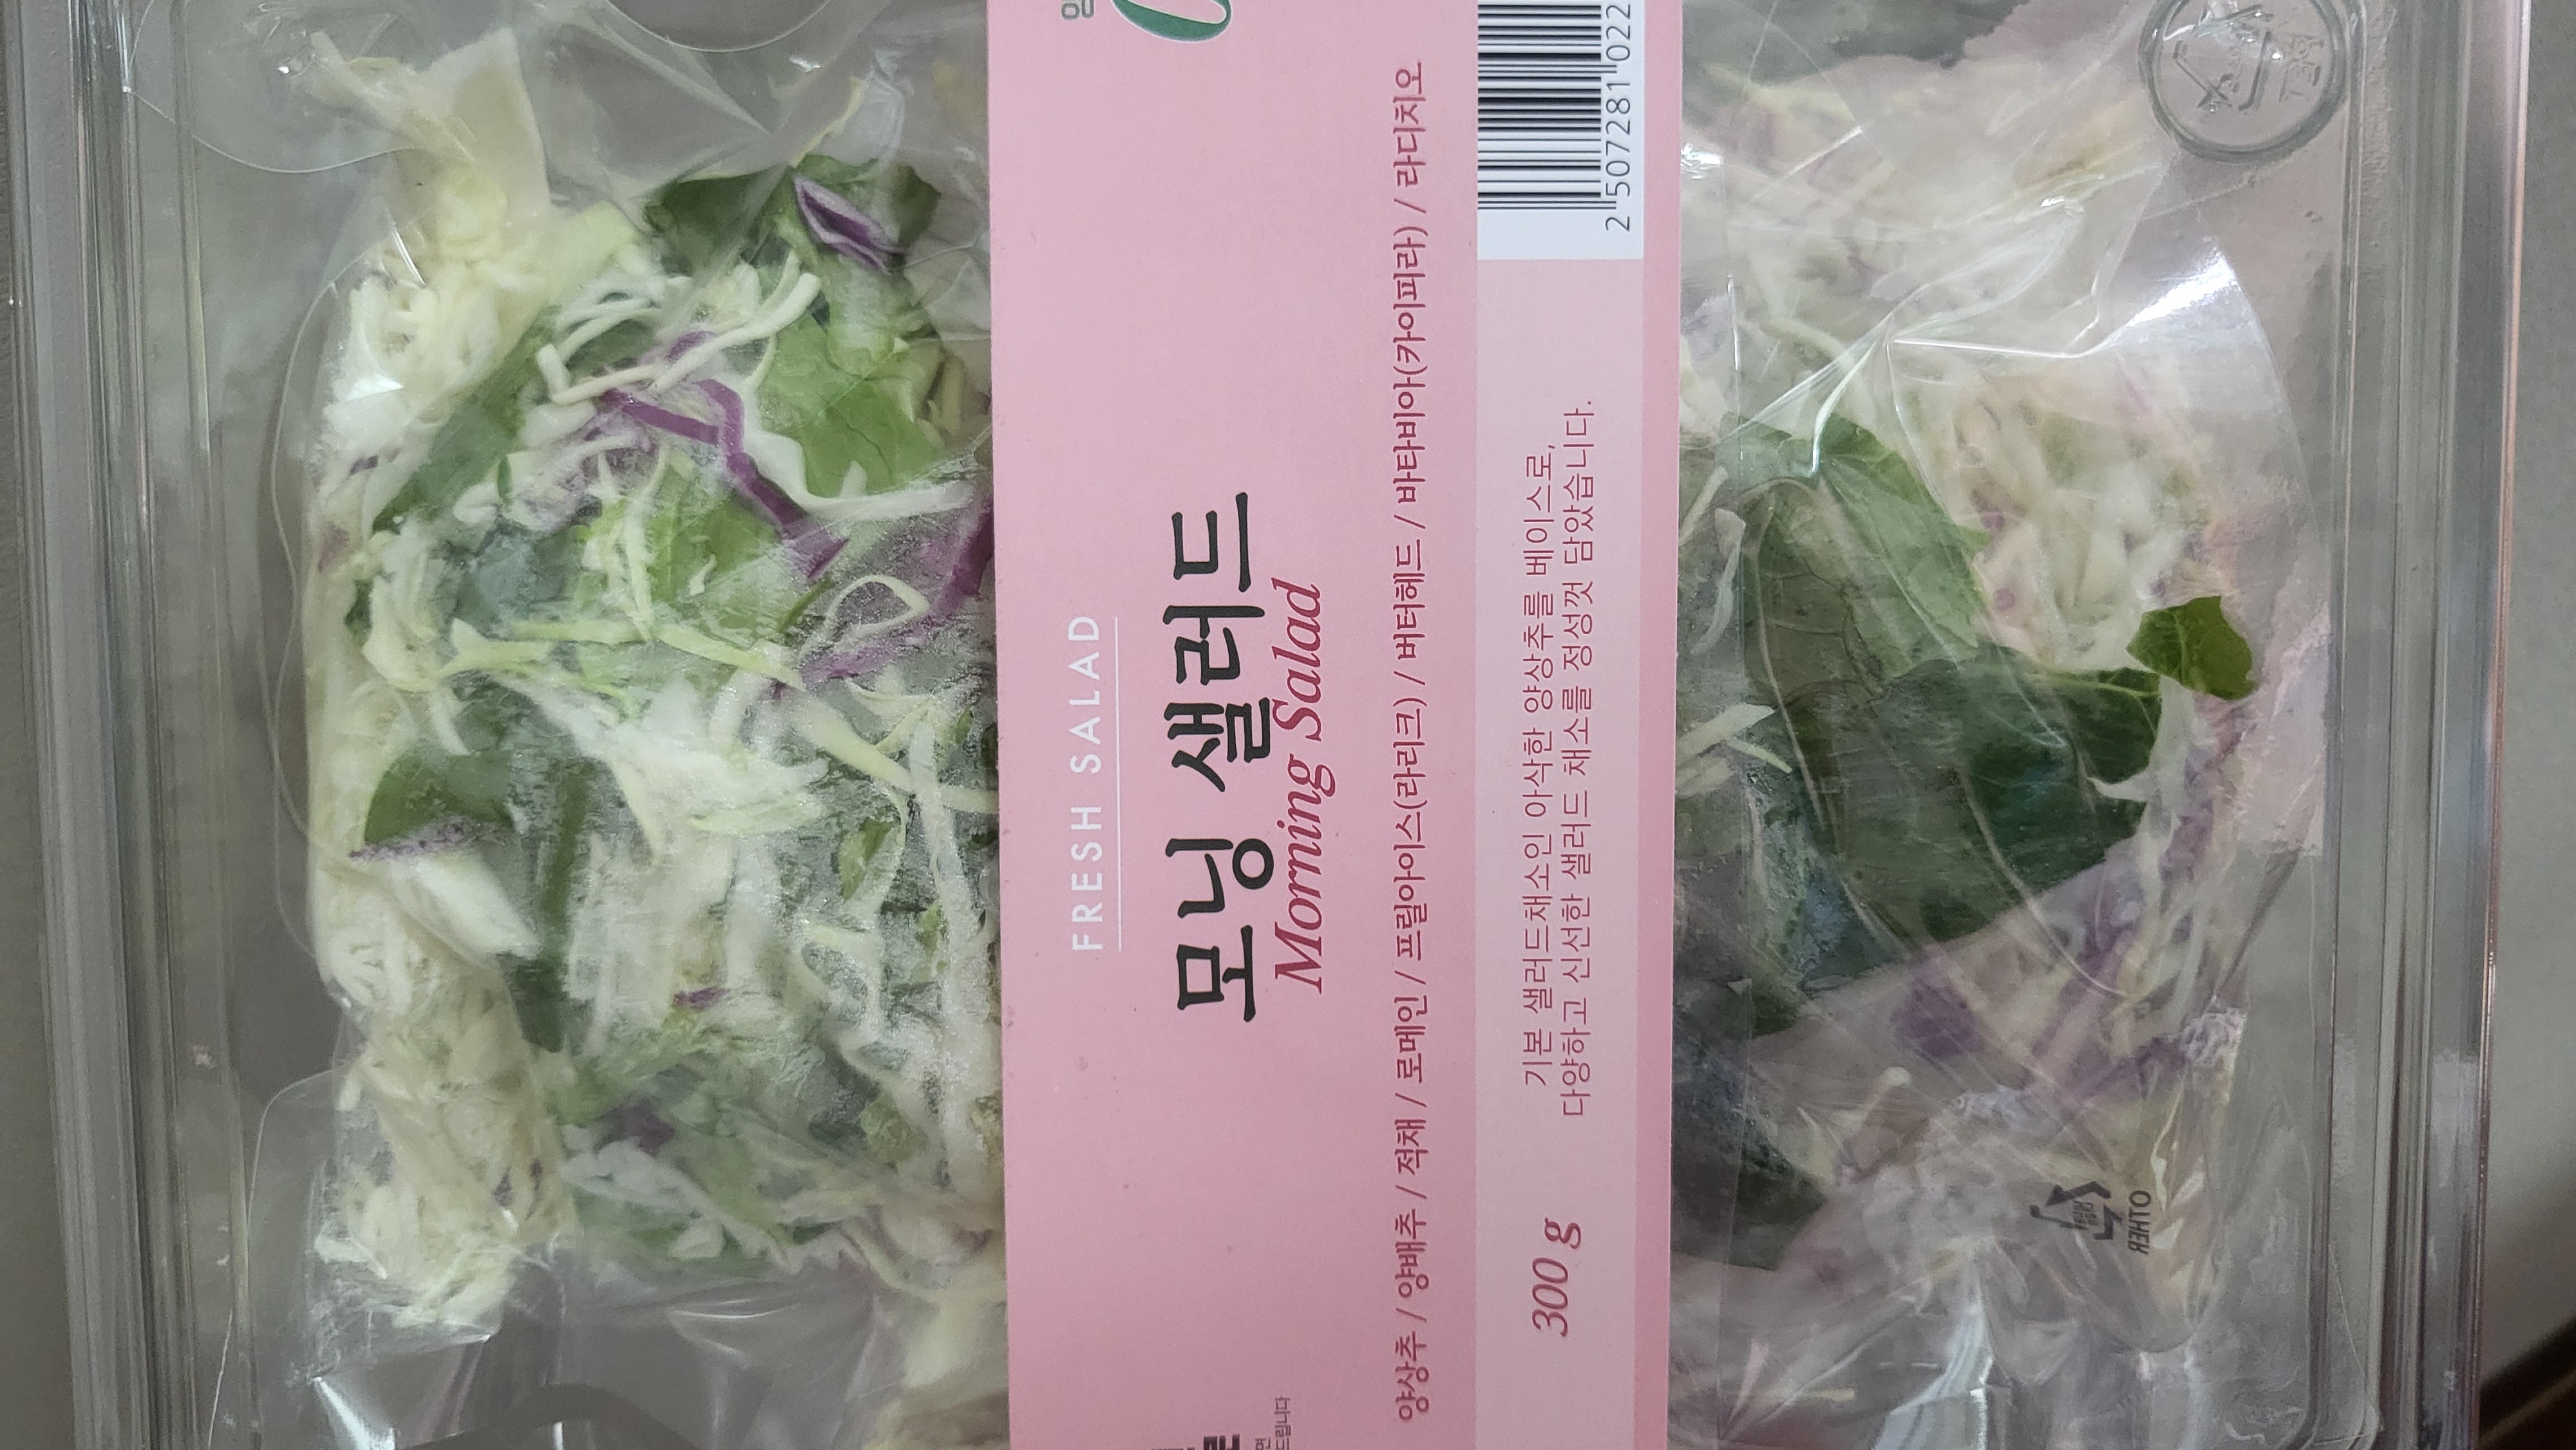 FRESH SALAD
모닝 샐러드
Morning Salad
양상추 / 양배추 / 적채 / 로메인 / 프릴아이스(라리크) / 버터헤드 / 바타비아(카이피라) / 라디치오
300 g
기본 샐러드채소인 아삭한 양상추를 베이스로,
다양하고 신선한 샐러드 채소를 정성껏 담았습니다.
2 507281 022
OTHER